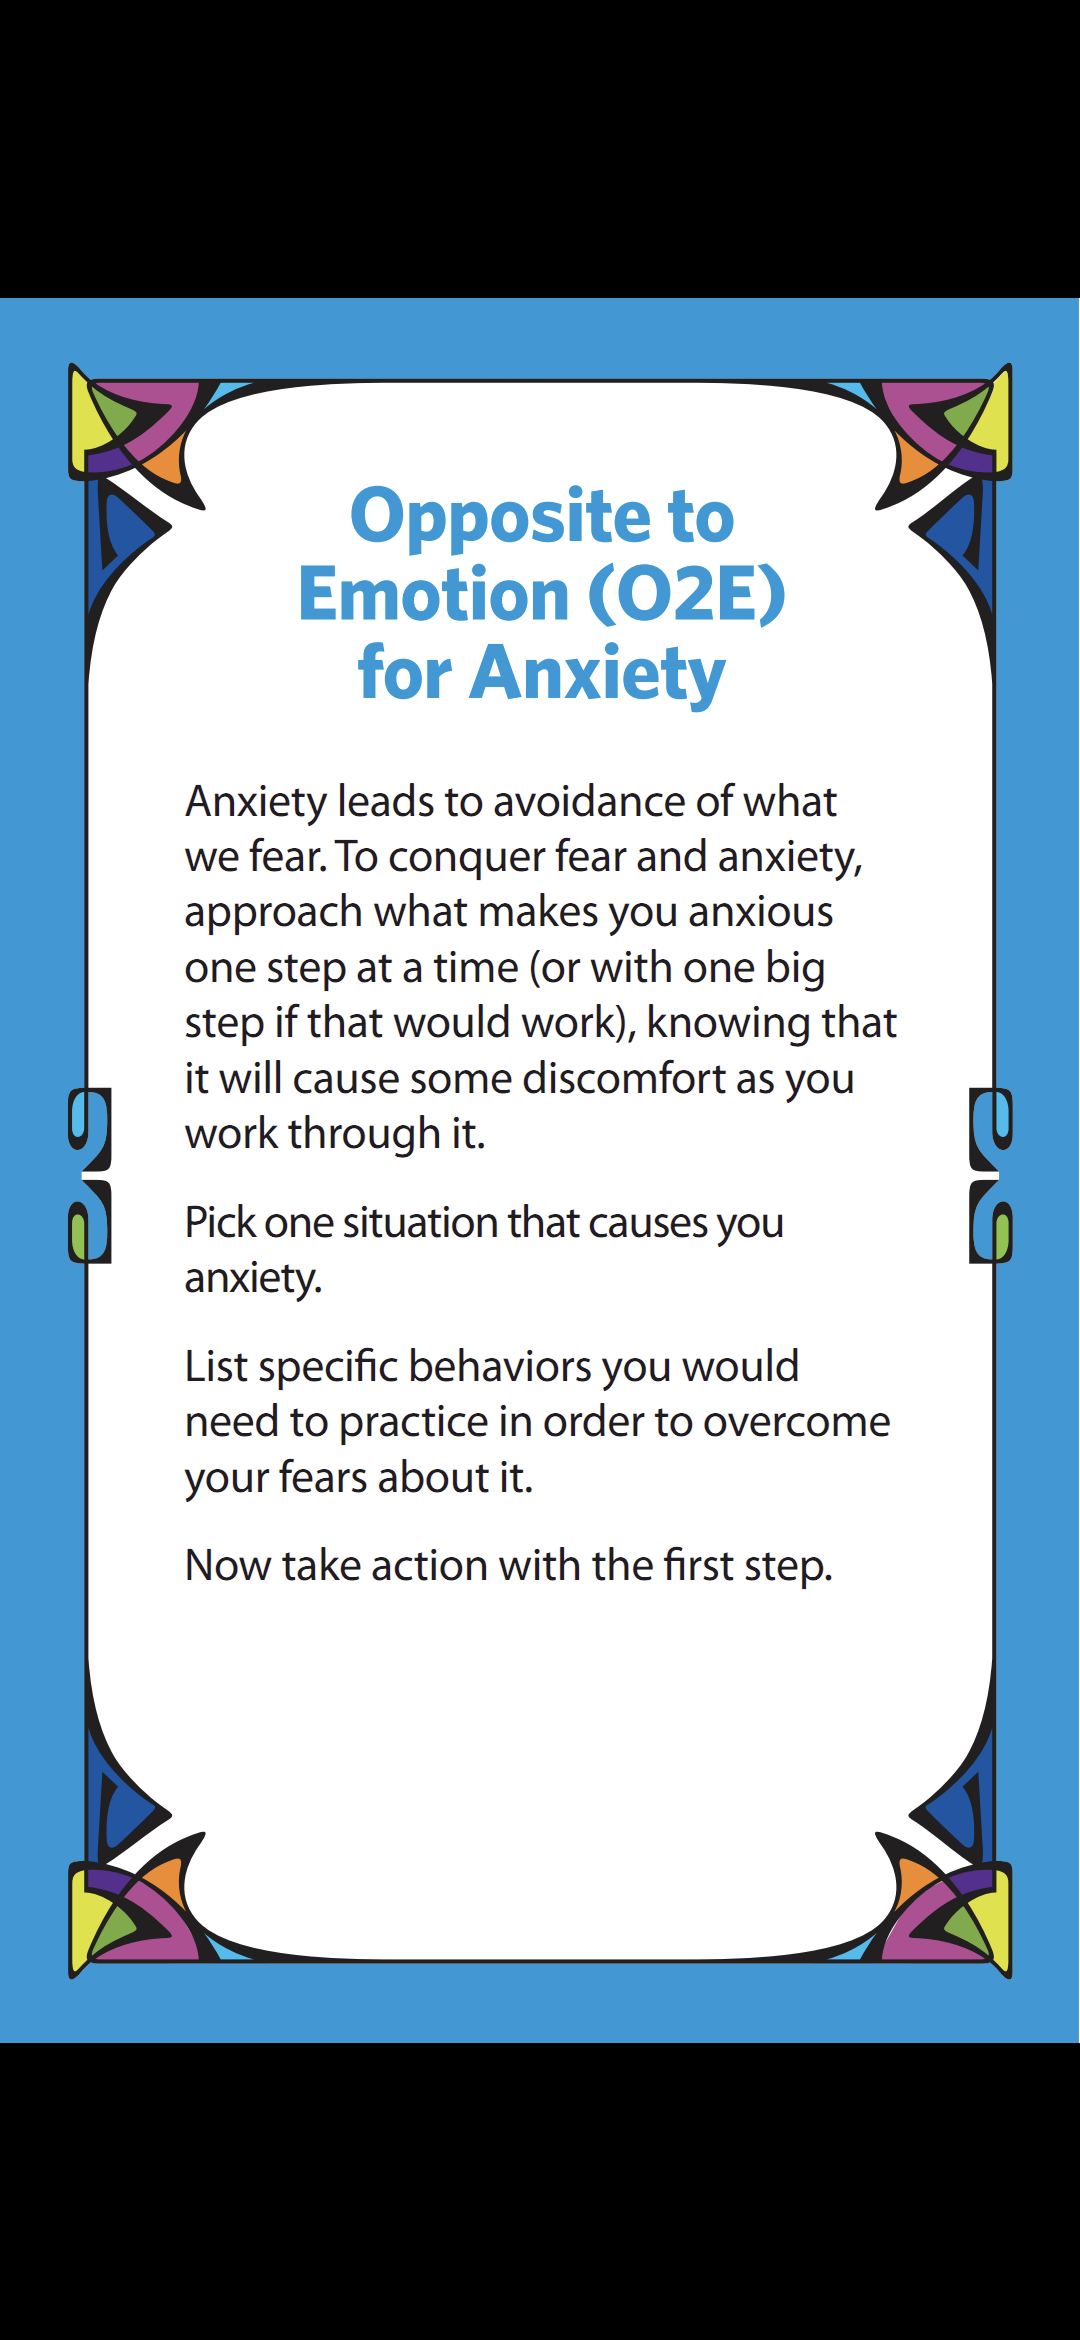 Opposite to
Emotion (O2E)
for Anxiety
Anxiety leads to avoidance of what
we fear. To conquer fear and anxiety,
approach what makes you anxious
one step at a time (or with one big
step if that would work), knowing that
it will cause some discomfort as you
work through it.
Pick one situation that causes you
anxiety.
List specific behaviors you would
need to practice in order to overcome
your fears about it.
Now take action with the first step.